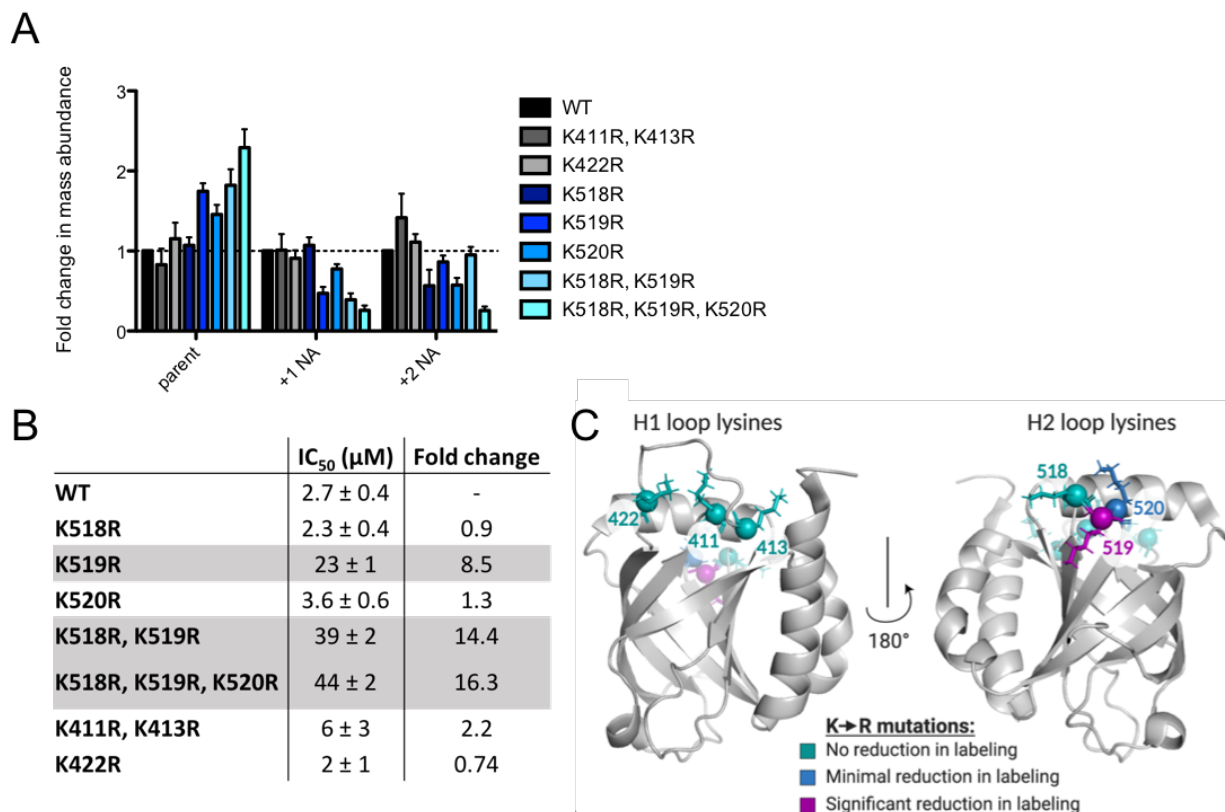 A
Fold change in mass abundance
3
2
1
0
parent
+1 NA
+2 NA
WT
K411R, K413R
K422R
K518R
K519R
K520R
K518R, K519R
K518R, K519R, K520R
B
IC50 (µM) Fold change
WT 2.7 ± 0.4 -
K518R 2.3 ± 0.4 0.9
K519R 23 ± 1 8.5
K520R 3.6 ± 0.6 1.3
K518R, K519R 39 ± 2 14.4
K518R, K519R, K520R 44 ± 2 16.3
K411R, K413R 6 ± 3 2.2
K422R 2 ± 1 0.74
C
H1 loop lysines
422
411
413
180°
H2 loop lysines
518
520
519
K→R mutations:
No reduction in labeling
Minimal reduction in labeling
Significant reduction in labeling